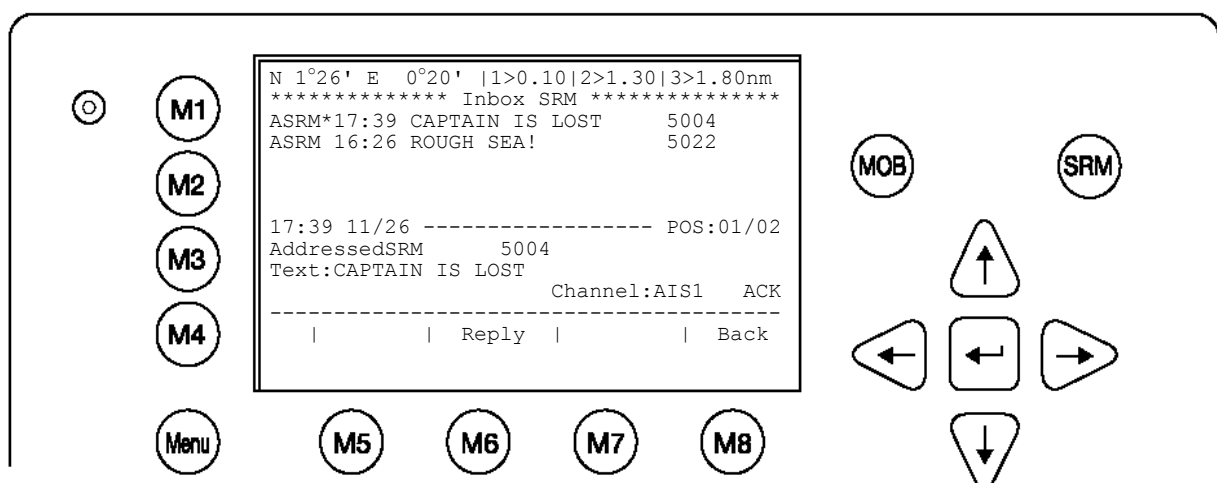 N 1°26' E 0°20' |1>0.10|2>1.30|3>1.80nm
************** Inbox SRM ***************
ASRM*17:39 CAPTAIN IS LOST 5004
ASRM 16:26 ROUGH SEA! 5022
17:39 11/26 ------------------ POS:01/02
AddressedSRM 5004
Text:CAPTAIN IS LOST
Channel:AIS1 ACK
----------------------------------------
| | Reply | | Back
M1
M2
M3
M4
Menu
M5 M6 M7 M8
MOB SRM